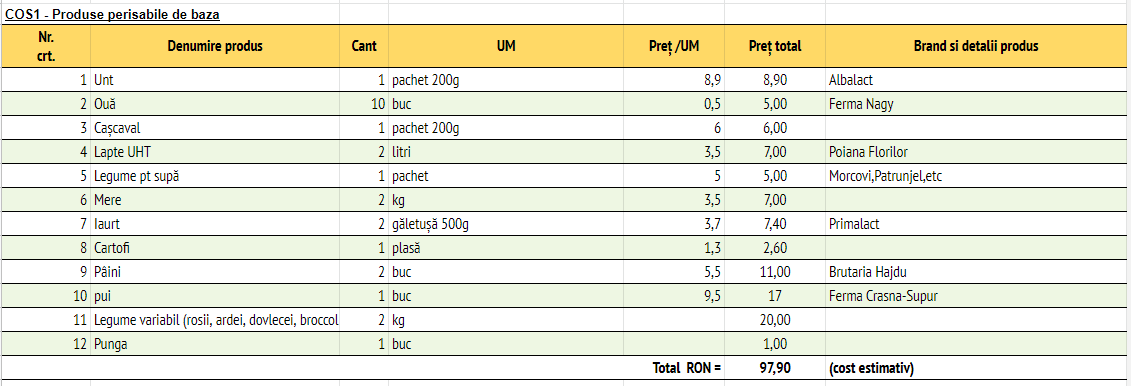 COS1 - Produse perisabile de baza
Nr. crt. Denumire produs Cant UM Preț /UM Preț total Brand si detalii produs
1 Unt 1 pachet 200g 8,9 8,90 Albalact
2 Ouă 10 buc 0,5 5,00 Ferma Nagy
3 Cașcaval 1 pachet 200g 6 6,00
4 Lapte UHT 2 litri 3,5 7,00 Poiana Florilor
5 Legume pt supă 1 pachet 5 5,00 Morcovi,Patrunjel,etc
6 Mere 2 kg 3,5 7,00
7 Iaurt 2 găletușă 500g 3,7 7,40 Primalact
8 Cartofi 1 plasă 1,3 2,60
9 Pâini 2 buc 5,5 11,00 Brutaria Hajdu
10 pui 1 buc 9,5 17 Ferma Crasna-Supur
11 Legume variabil (rosii, ardei, dovlecei, broccol 2 kg 20,00
12 Punga 1 buc 1,00
Total RON = 97,90 (cost estimativ)